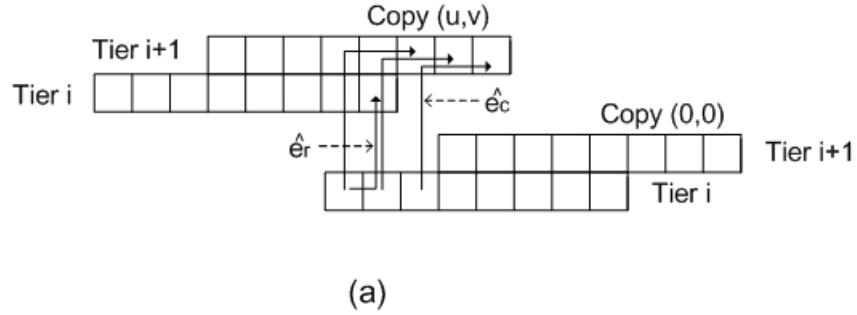 Copy (u,v)
Tier i+1
Tier i
êc
Copy (0,0)
êr
Tier i+1
Tier i
(a)